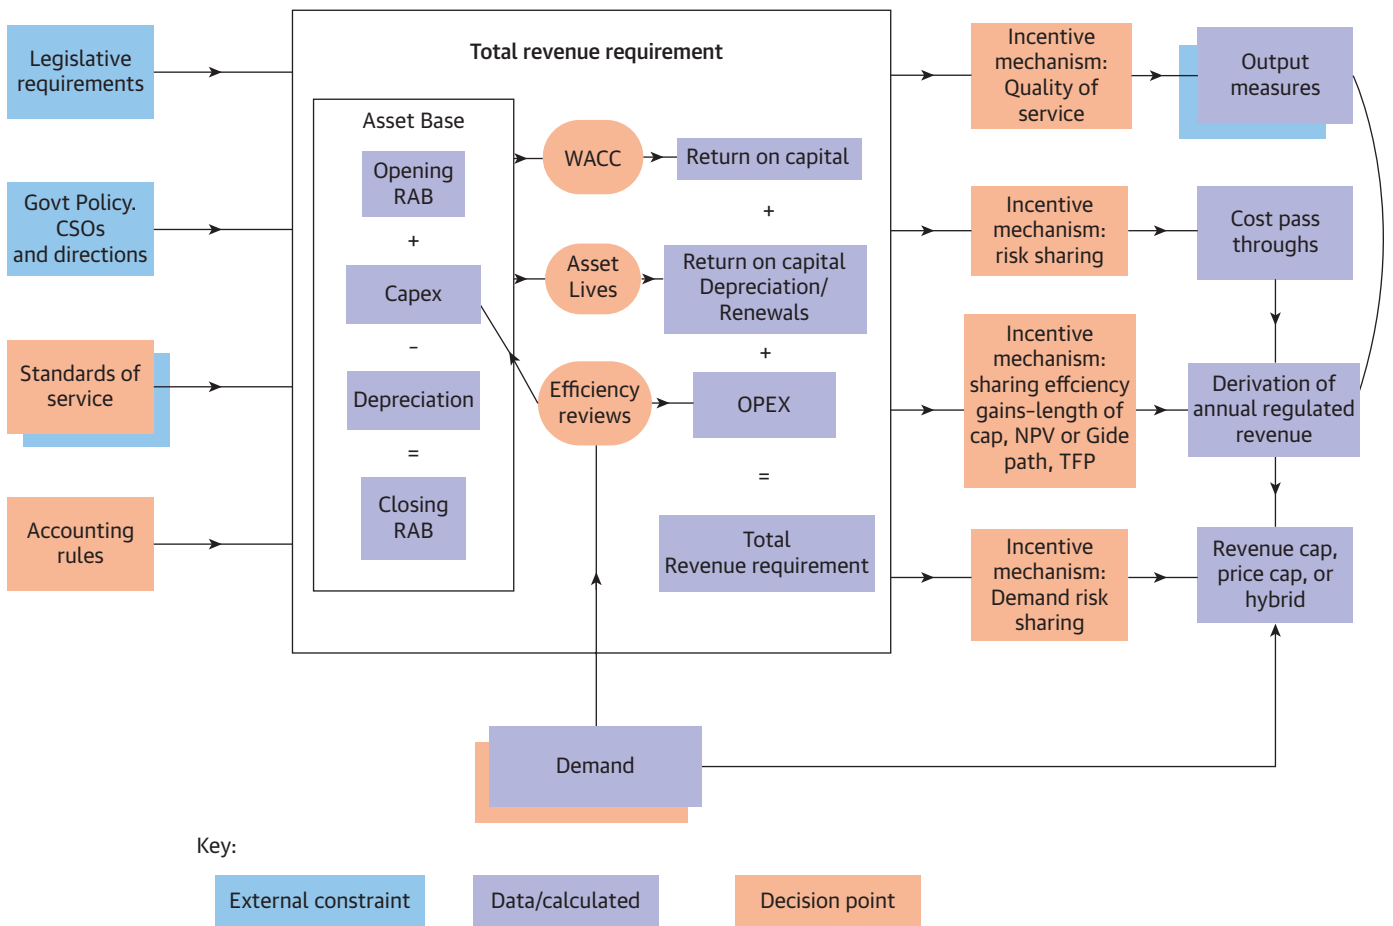 Legislative
requirements
Govt Policy.
CSOs
and directions
Standards of
service
Accounting
rules
Total revenue requirement
Asset Base
Opening
RAB
+
Capex
–
Depreciation
=
Closing
RAB
WACC
Asset
Lives
Efficiency
reviews
Return on capital
+
Return on capital
Depreciation/
Renewals
+
OPEX
=
Total
Revenue requirement
Incentive
mechanism:
Quality of
service
Incentive
mechanism:
risk sharing
Incentive
mechanism:
sharing effciency
gains–length of
cap, NPV or Gide
path, TFP
Incentive
mechanism:
Demand risk
sharing
Output
measures
Cost pass
throughs
Derivation of
annual regulated
revenue
Revenue cap,
price cap, or
hybrid
Demand
Key:
External constraint
Data/calculated
Decision point